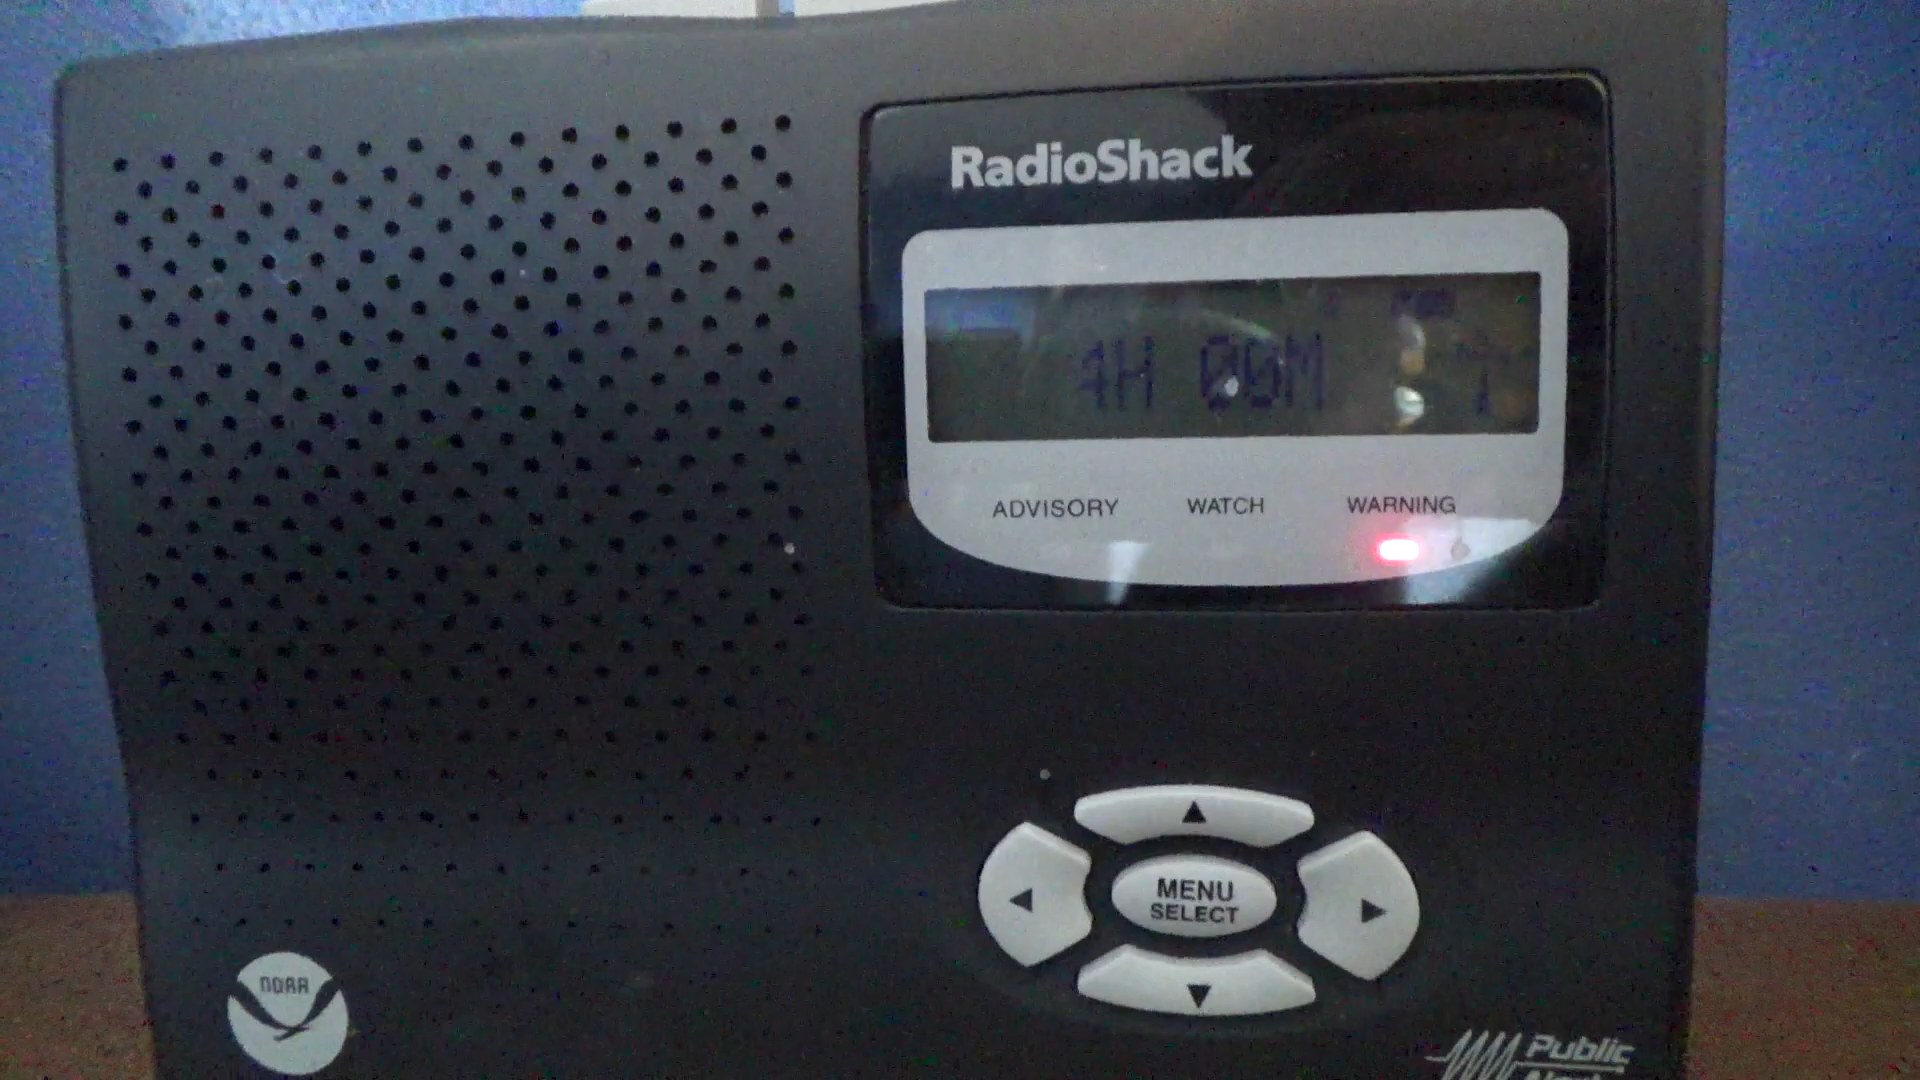 RadioShack
4H 00M
ADVISORY WATCH WARNING
MENU
SELECT
NOAA
Public